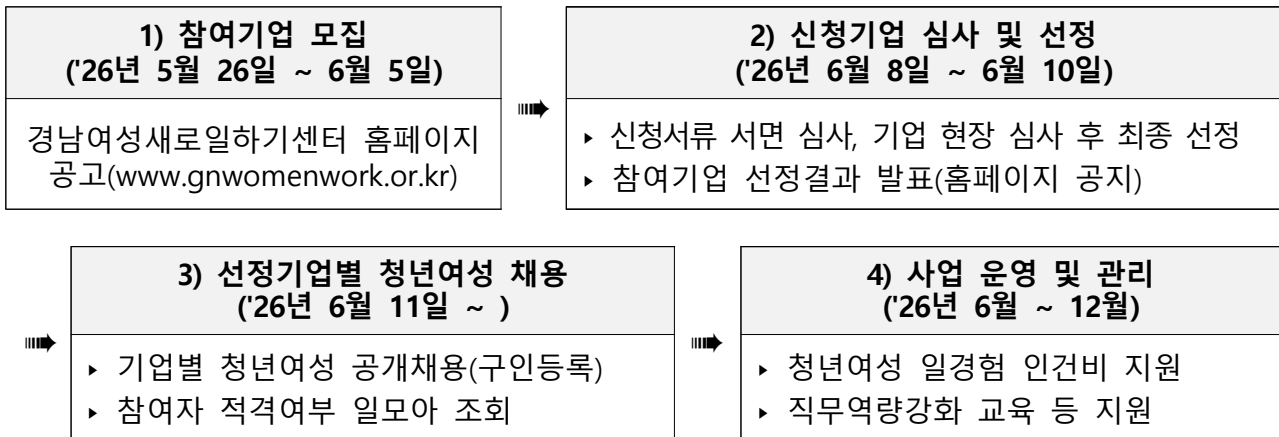 1) 참여기업 모집
('26년 5월 26일 ~ 6월 5일)
경남여성새로일하기센터 홈페이지
공고(www.gnwomenwork.or.kr)
➠
2) 신청기업 심사 및 선정
('26년 6월 8일 ~ 6월 10일)
▸ 신청서류 서면 심사, 기업 현장 심사 후 최종 선정
▸ 참여기업 선정결과 발표(홈페이지 공지)
➠
3) 선정기업별 청년여성 채용
('26년 6월 11일 ~ )
▸ 기업별 청년여성 공개채용(구인등록)
▸ 참여자 적격여부 일모아 조회
➠
4) 사업 운영 및 관리
('26년 6월 ~ 12월)
▸ 청년여성 일경험 인건비 지원
▸ 직무역량강화 교육 등 지원